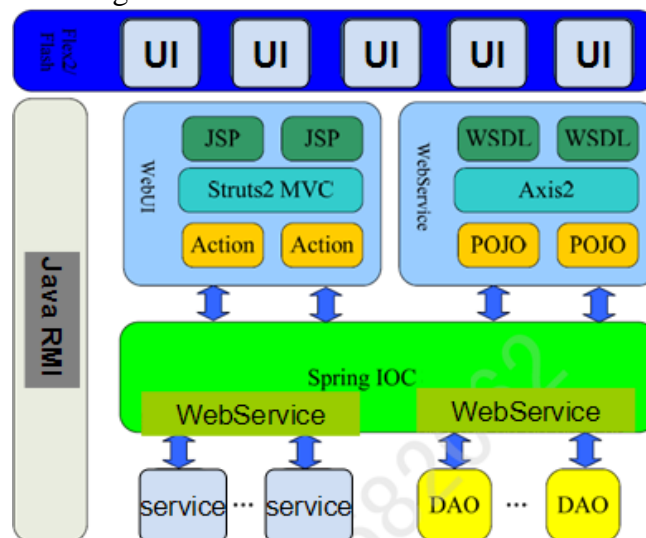 Flex2/
Flash
UI UI UI UI UI
JSP JSP
WSDL WSDL
WebUI
Struts2 MVC
WebService
Axis2
Action Action
POJO POJO
Java RMI
Spring IOC
WebService
WebService
service ... service
DAO ... DAO